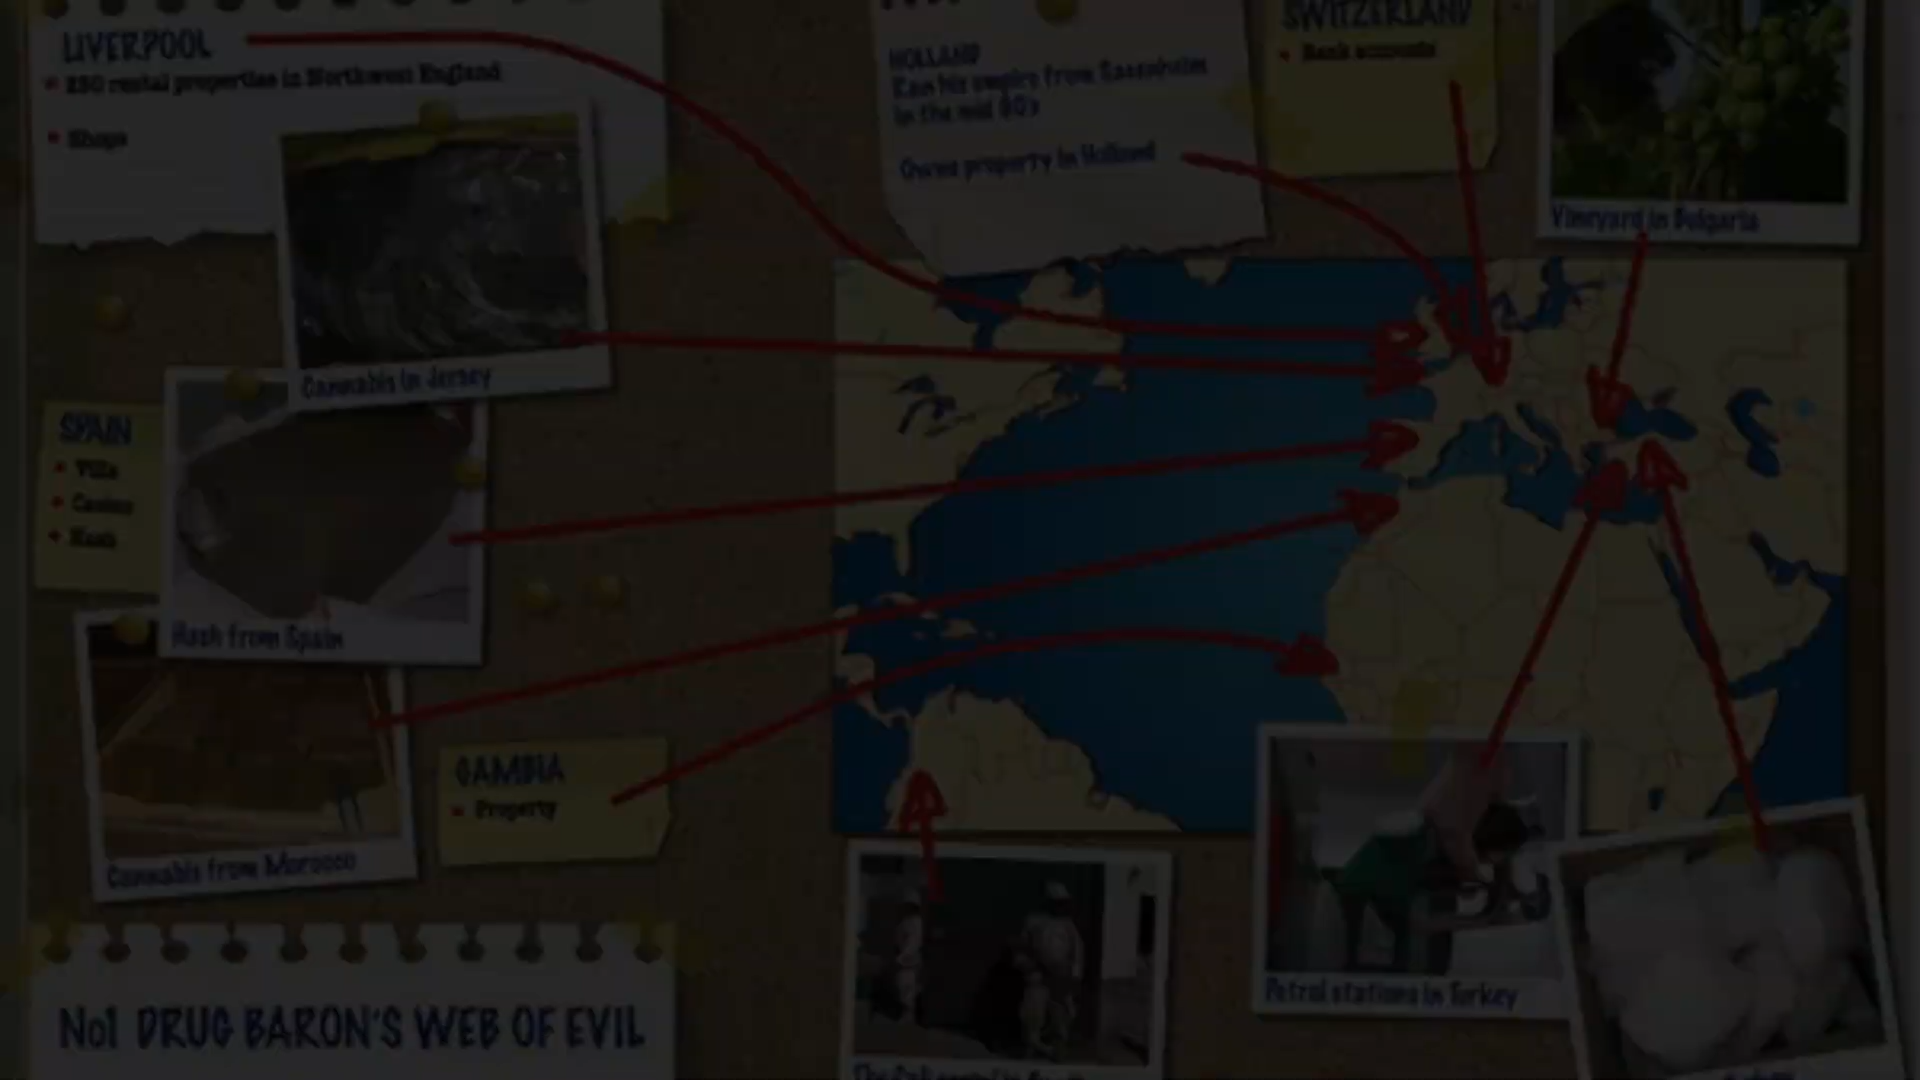 LIVERPOOL
250 rental properties in Northwest England
Shops
HOLLAND
Ran his empire from Sassenheim
in the mid 90s
Owns property in Holland
SWITZERLAND
Bank accounts
Vineyard in Bulgaria
Cannabis in Jersey
SPAIN
Villa
Casino
Hash
Hash from Spain
Cannabis from Morocco
GAMBIA
Property
Petrol stations in Turkey
No1 DRUG BARON'S WEB OF EVIL